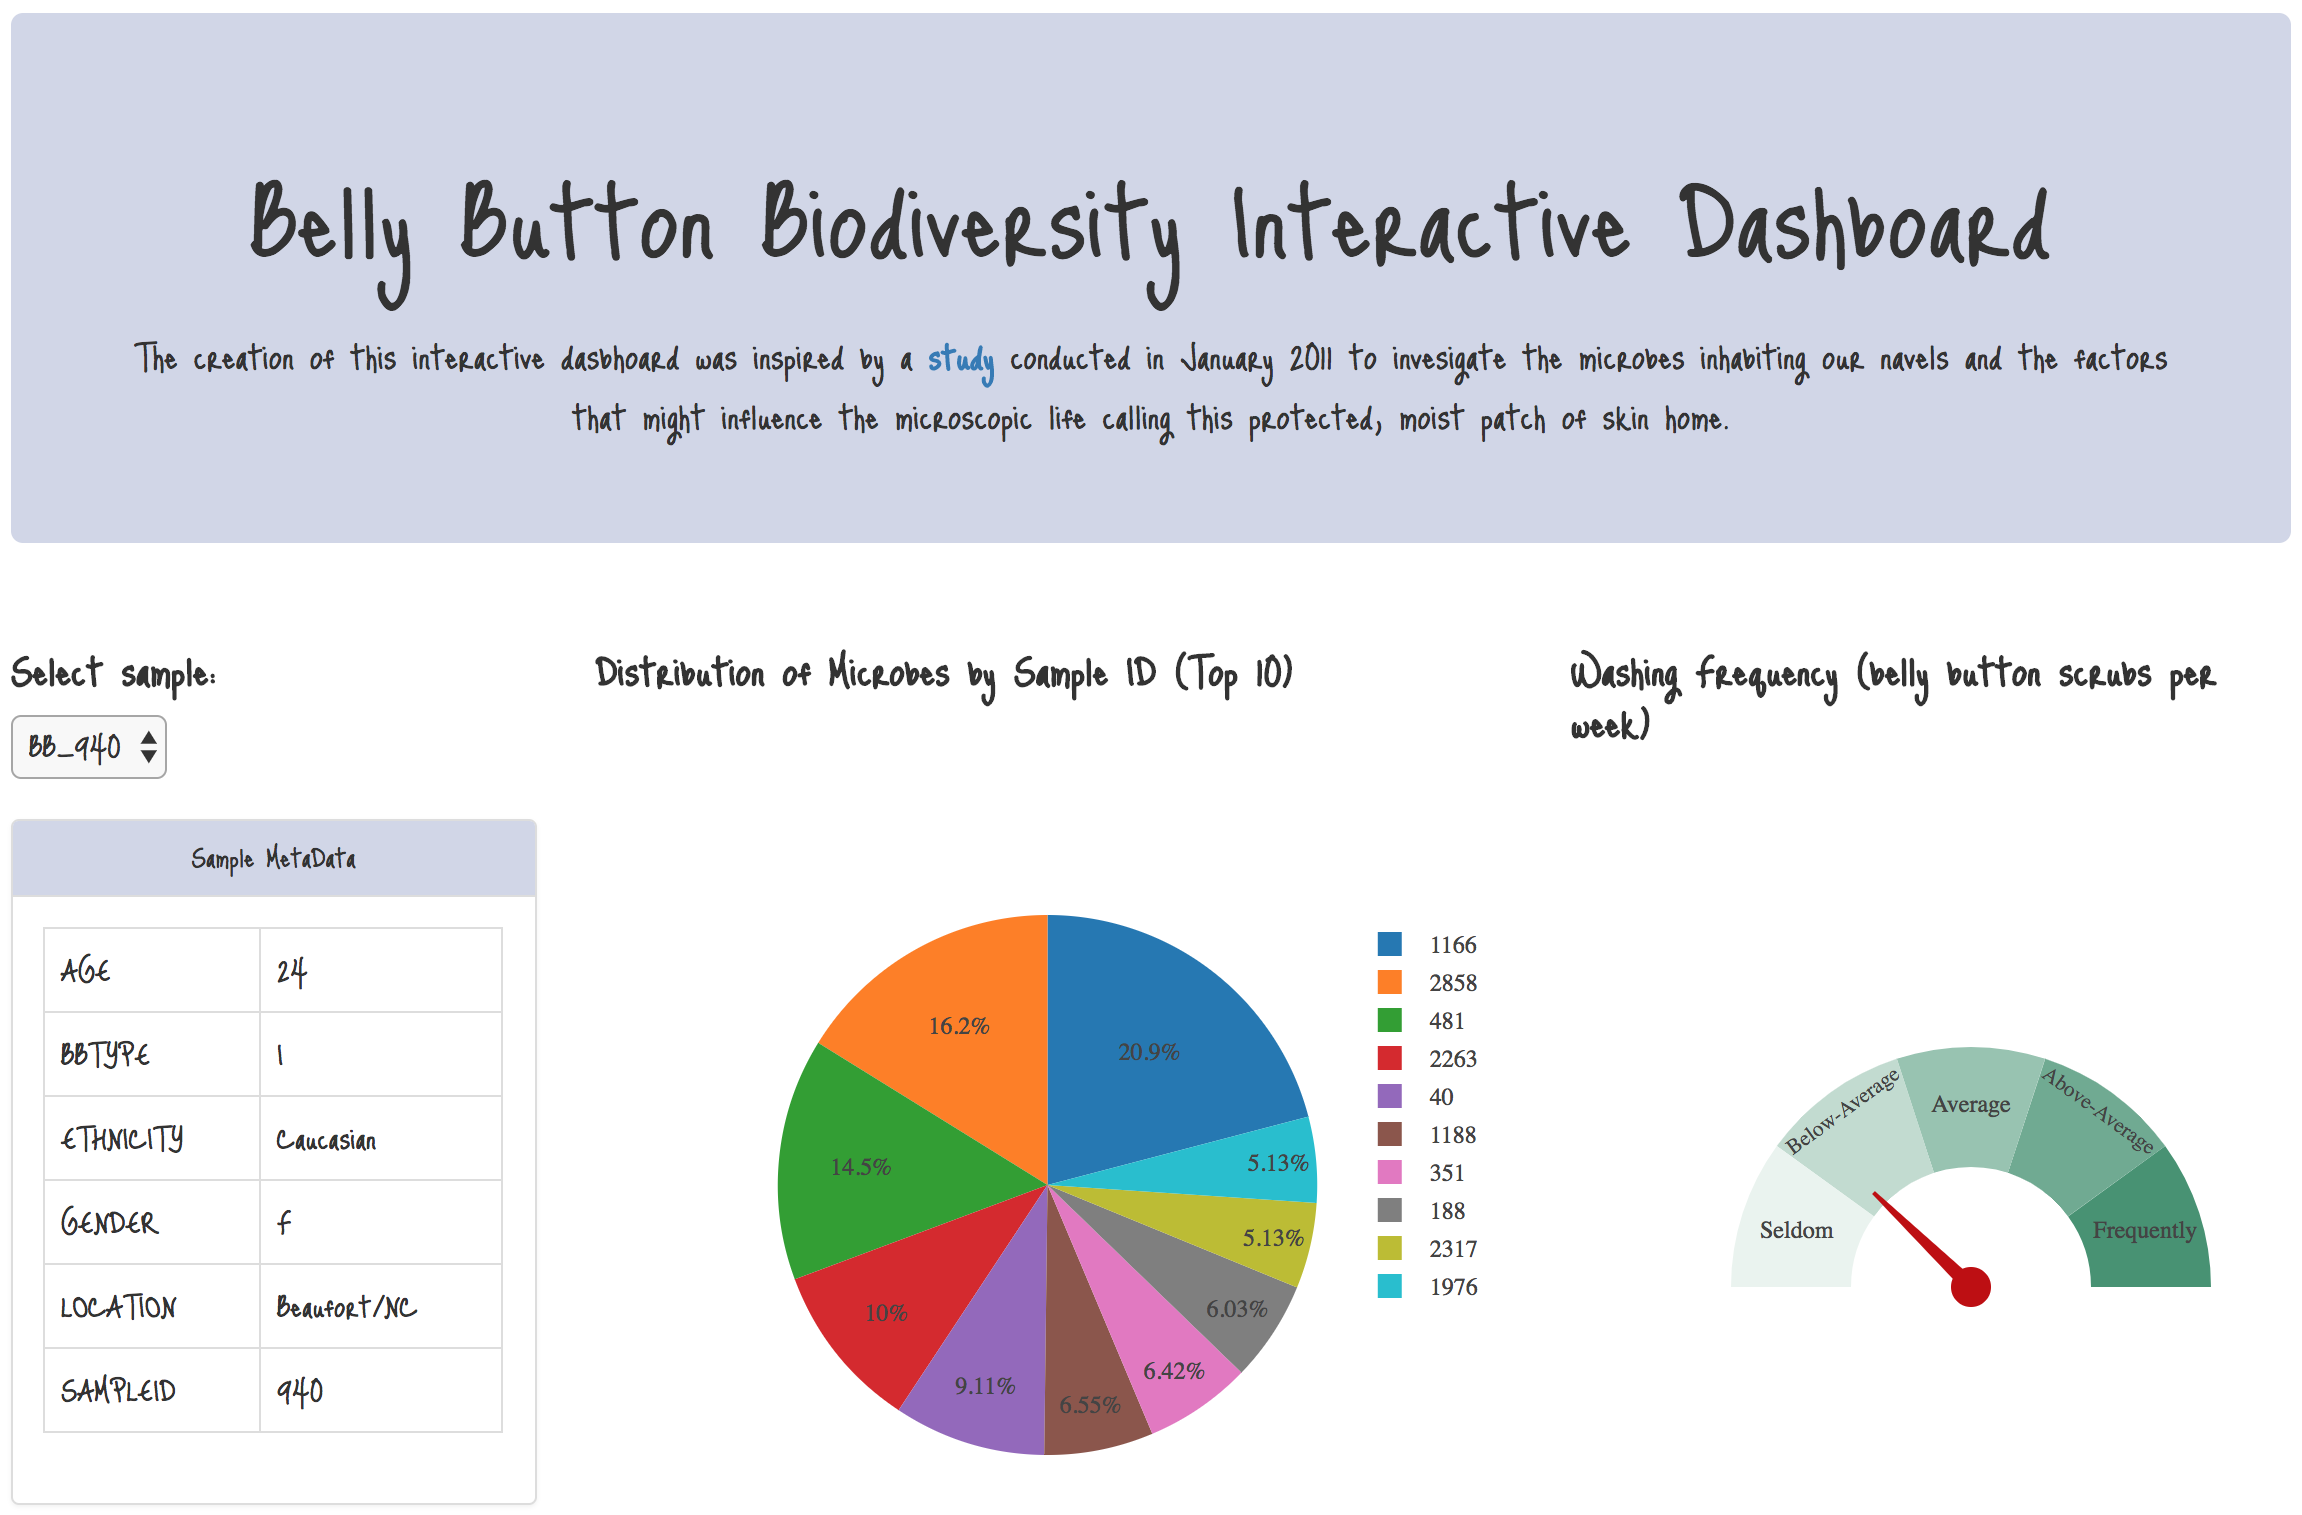 Belly Button Biodiversity Interactive Dashboard
The creation of this interactive dasbhoard was inspired by a study conducted in January 2011 to invesigate the microbes inhabiting our navels and the factors
that might influence the microscopic life calling this protected, moist patch of skin home.
Select sample:
BB_940
Sample MetaData
AGE 24
BBTYPE I
ETHNICITY Caucasian
GENDER F
LOCATION Beaufort/NC
SAMPLEID 940
Distribution of Microbes by Sample ID (Top 10)
16.2%
20.9%
14.5%
5.13%
5.13%
10%
6.03%
9.11%
6.55%
6.42%
1166
2858
481
2263
40
1188
351
188
2317
1976
Washing Frequency (belly button scrubs per
week)
Seldom
Below-Average
Average
Above-Average
Frequently